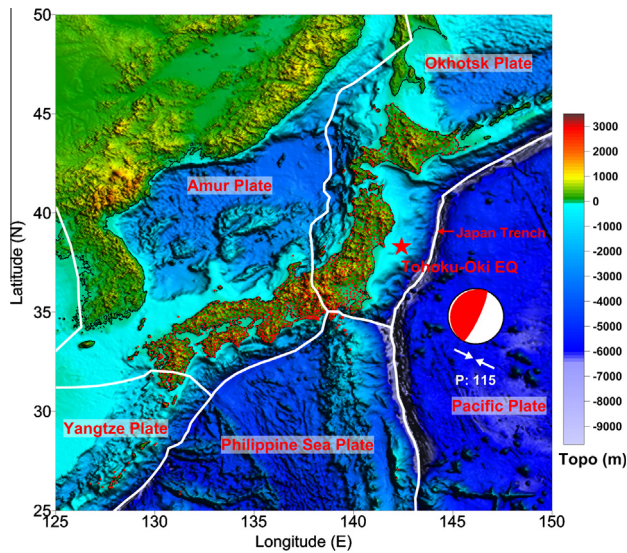 50
45
40
35
30
25
125
130
135
140
145
150
Latitude (N)
Longitude (E)
Okhotsk Plate
Amur Plate
Japan Trench
Tohoku-Oki EQ
P: 115
Pacific Plate
Yangtze Plate
Philippine Sea Plate
3000
2000
1000
0
-1000
-2000
-3000
-4000
-5000
-6000
-7000
-8000
-9000
Topo (m)